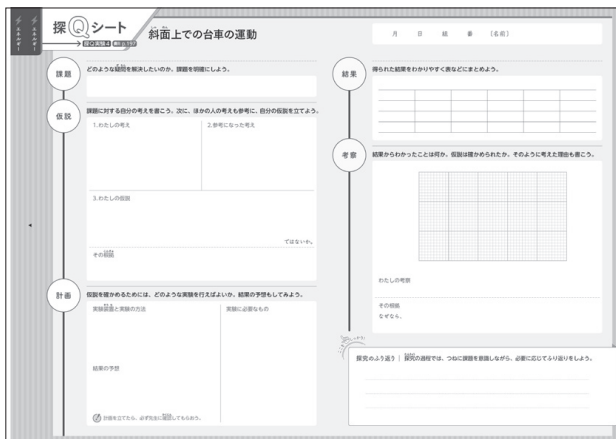 エネルギー
エネルギー
探Qシート
探Q実験4
斜面上での台車の運動
月 日 組 番 〔名前〕
課題
どのような疑問を解決したいのか、課題を明確にしよう。
仮説
課題に対する自分の考えを書こう。次に、ほかの人の考えも参考に、自分の仮説を立てよう。
1.わたしの考え
2.参考になった考え
3.わたしの仮説
ではないか。
その根拠
計画
仮説を確かめるためには、どのような実験を行えばよいか。結果の予想もしてみよう。
実験装置と実験の方法
実験に必要なもの
結果の予想
計画を立てたら、必ず先生に確認してもらおう。
結果
得られた結果をわかりやすく表などにまとめよう。
考察
結果からわかったことは何か。仮説は確かめられたか。そのように考えた理由も書こう。
わたしの考察
その根拠
なぜなら、
探究のふり返り 探究の過程では、つねに課題を意識しながら、必要に応じてふり返りをしよう。